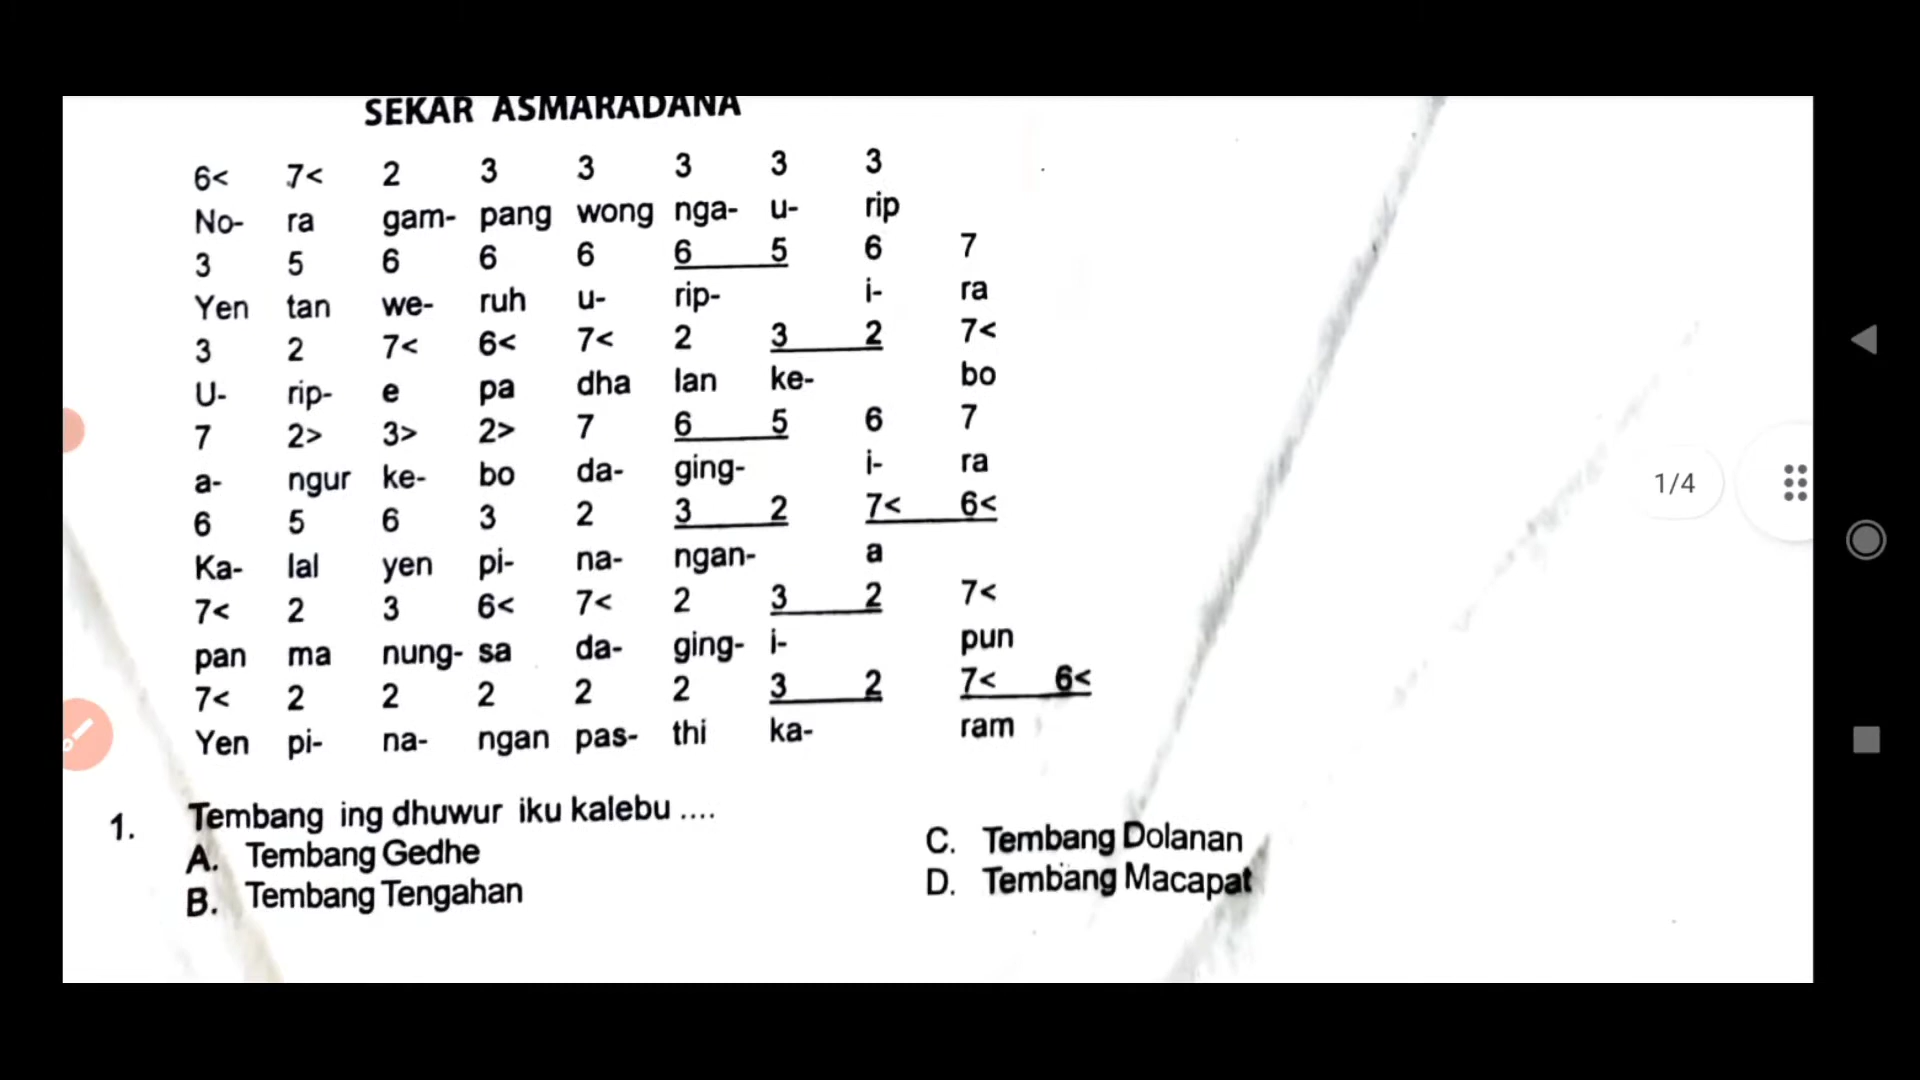 SEKAR ASMARADANA
6< 7< 2 3 3 3 3 3
No- ra gam- pang wong nga- u- rip
3 5 6 6 6 6 5 6 7
Yen tan we- ruh u- rip- i- ra
3 2 7< 6< 7< 2 3 2 7<
U- rip- e pa dha lan ke- bo
7 2> 3> 2> 7 6 5 6 7
a- ngur ke- bo da- ging- i- ra
6 5 6 3 2 3 2 7< 6<
Ka- lal yen pi- na- ngan- a
7< 2 3 6< 7< 2 3 2 7<
pan ma nung- sa da- ging- i- pun
7< 2 2 2 2 2 3 2 7< 6<
Yen pi- na- ngan pas- thi ka- ram
1. Tembang ing dhuwur iku kalebu ....
A. Tembang Gedhe
B. Tembang Tengahan
C. Tembang Dolanan
D. Tembang Macapat
1/4